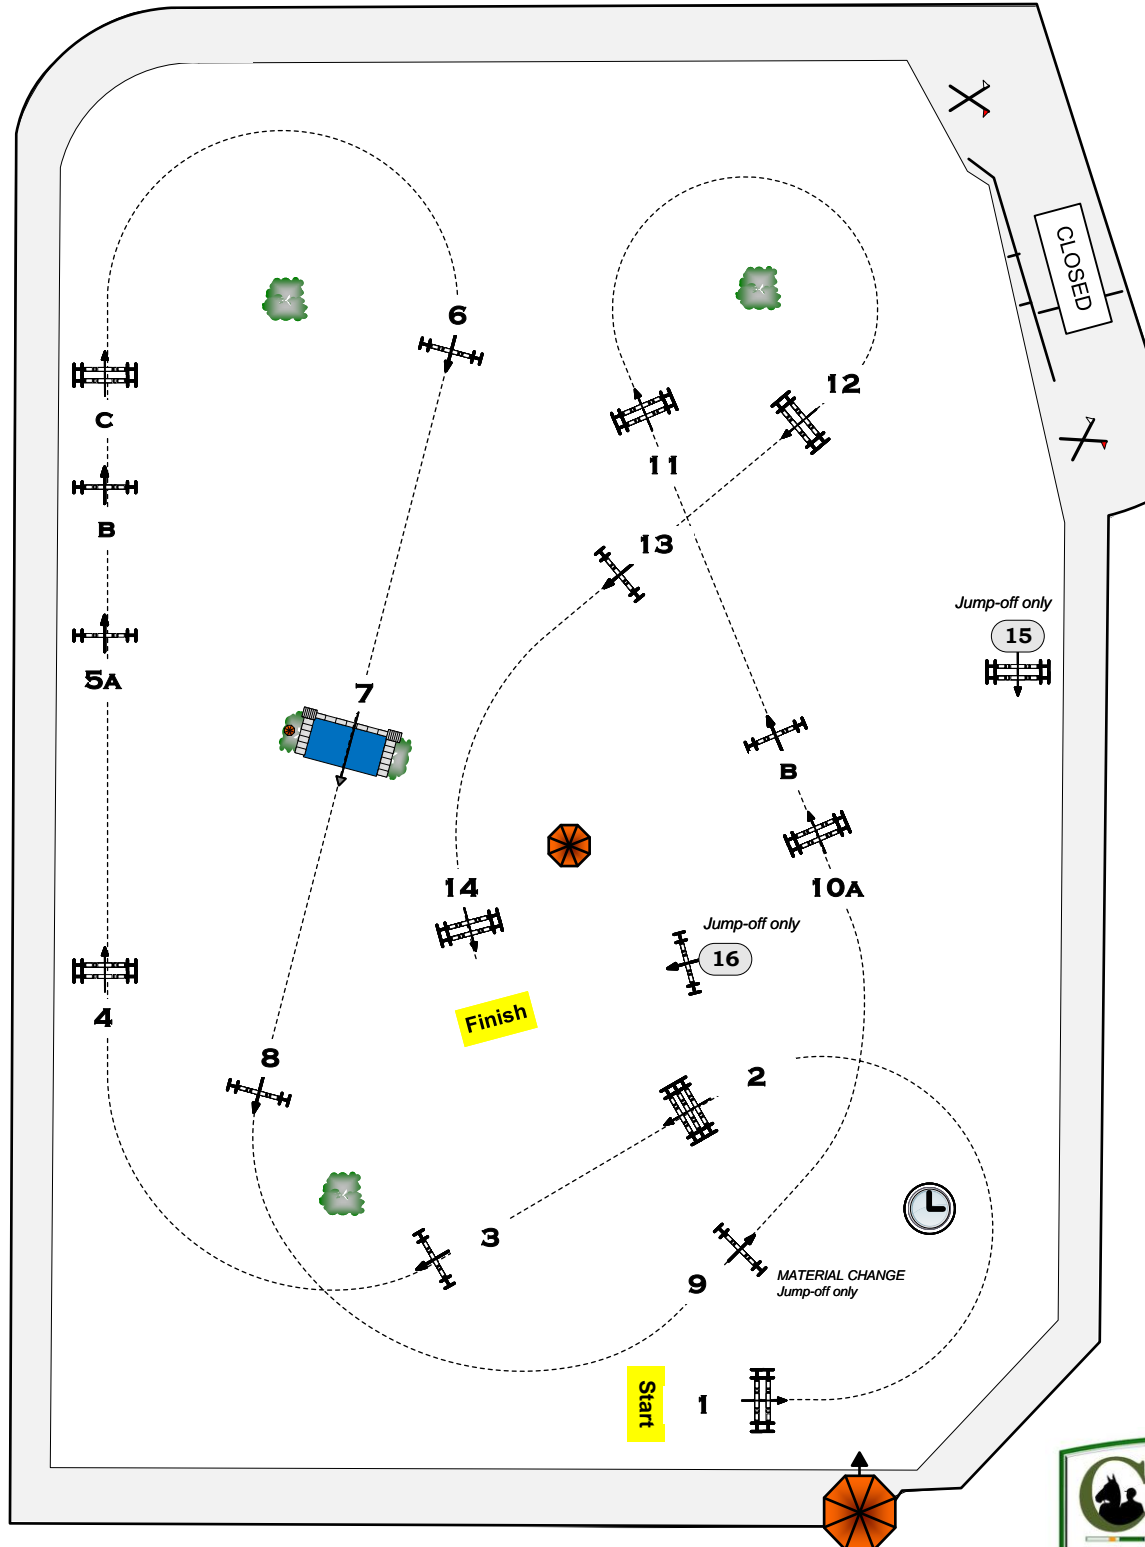 CLOSED
6
12
C
11
B
13
Jump-off only
15
5A
7
B
14
10A
Jump-off only
16
Finish
4
8
2
3
9
MATERIAL CHANGE
Jump-off only
Start
1
C